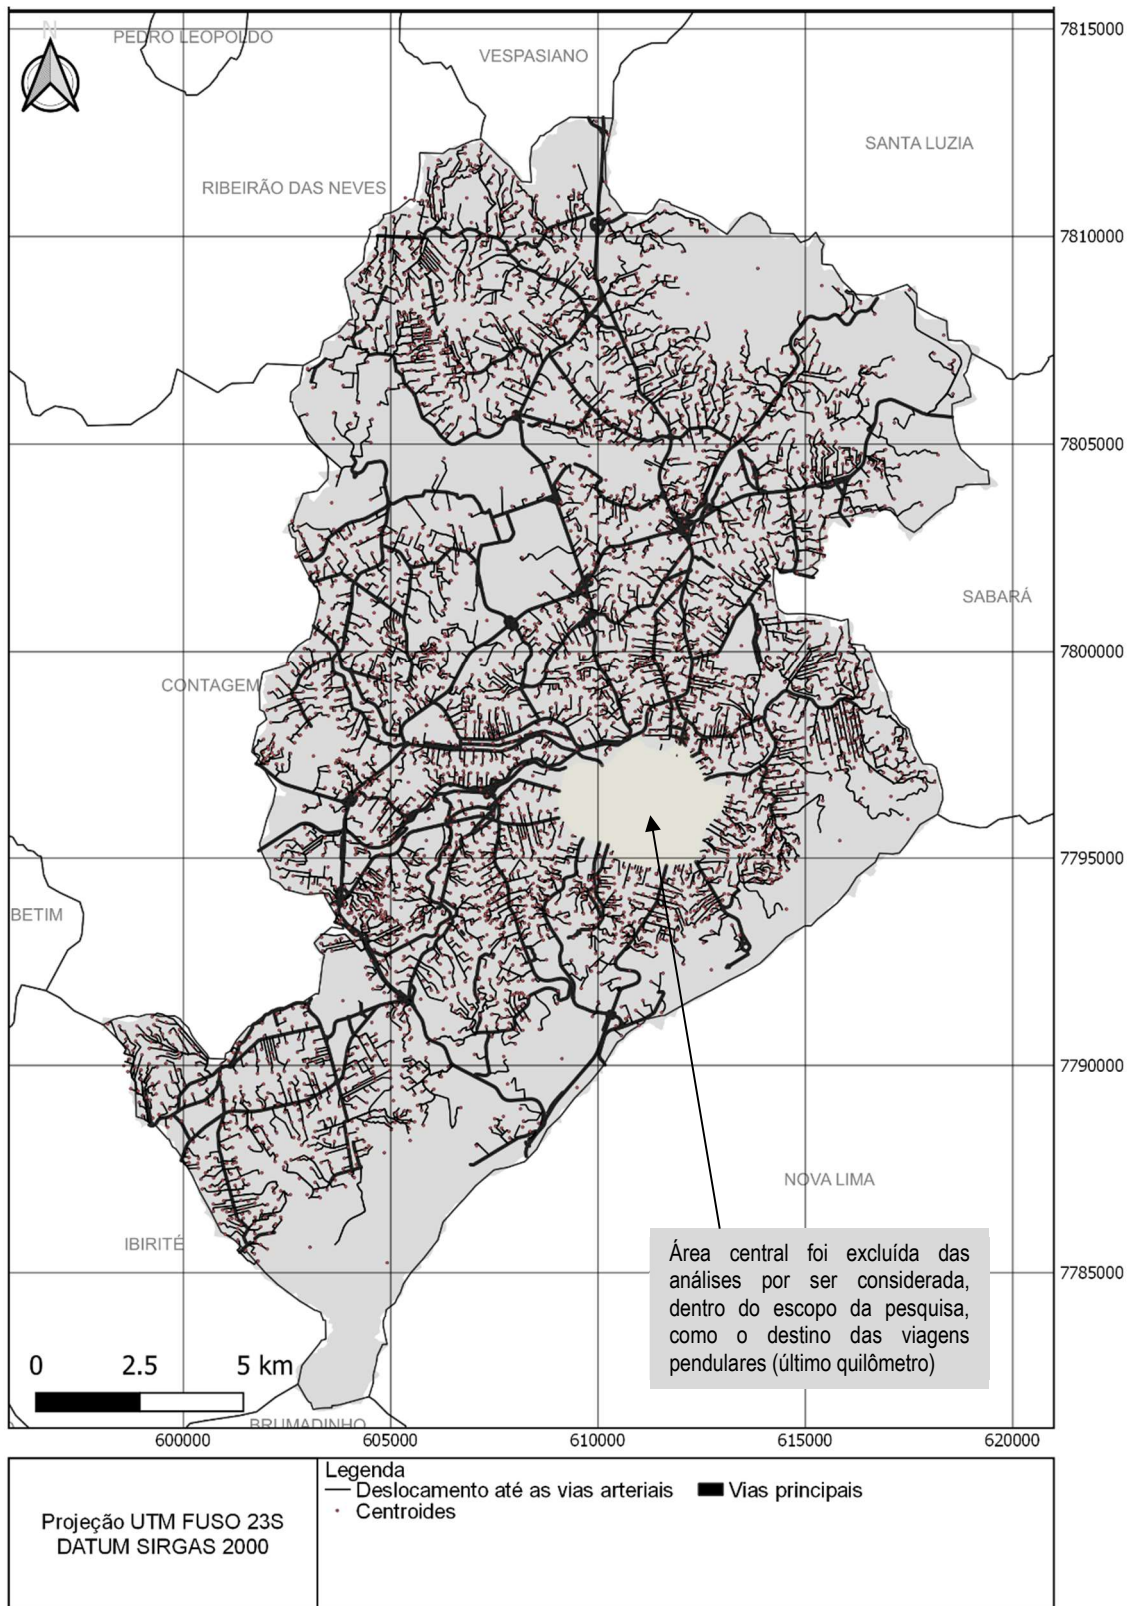 N
PEDRO LEOPOLDO
VESPASIANO
7815000
SANTA LUZIA
RIBEIRÃO DAS NEVES
7810000
7805000
SABARÁ
7800000
CONTAGEM
7795000
BETIM
7790000
NOVA LIMA
IBIRITÉ
7785000
Área central foi excluída das
análises por ser considerada,
dentro do escopo da pesquisa,
como o destino das viagens
pendulares (último quilômetro)
0 2.5 5 km
BRUMADINHO
600000 605000 610000 615000 620000
Legenda
Deslocamento até as vias arteriais Vias principais
Centroides
Projeção UTM FUSO 23S
DATUM SIRGAS 2000